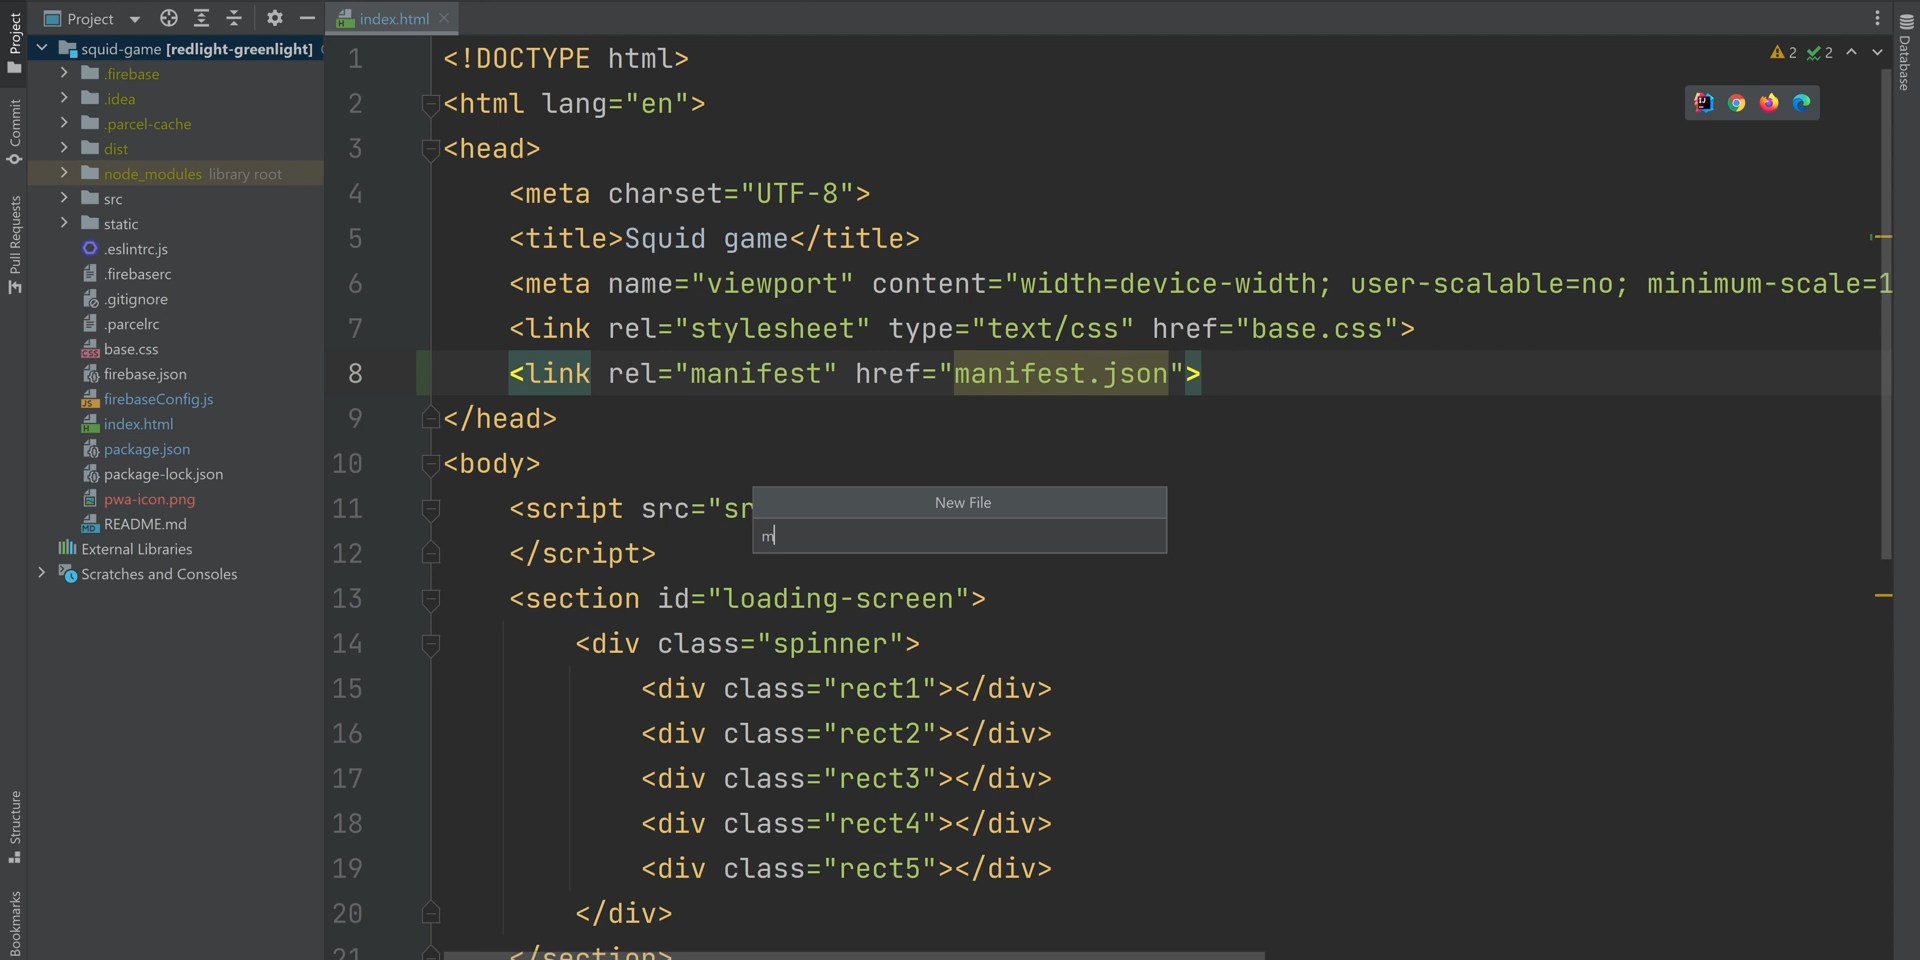 Project
index.html
squid-game [redlight-greenlight]
.firebase
.idea
.parcel-cache
dist
node_modules library root
src
static
.eslintrc.js
.firebaserc
.gitignore
.parcelrc
base.css
firebase.json
firebaseConfig.js
index.html
package.json
package-lock.json
pwa-icon.png
README.md
External Libraries
Scratches and Consoles
Project
Commit
Pull Requests
Structure
Bookmarks
1 <!DOCTYPE html>
2 <html lang="en">
3 <head>
4 <meta charset="UTF-8">
5 <title>Squid game</title>
6 <meta name="viewport" content="width=device-width; user-scalable=no; minimum-scale=1
7 <link rel="stylesheet" type="text/css" href="base.css">
8 <link rel="manifest" href="manifest.json">
9 </head>
10 <body>
11 <script src="sr
12 </script>
13 <section id="loading-screen">
14 <div class="spinner">
15 <div class="rect1"></div>
16 <div class="rect2"></div>
17 <div class="rect3"></div>
18 <div class="rect4"></div>
19 <div class="rect5"></div>
20 </div>
21 </section>
New File
m
2 2
Database